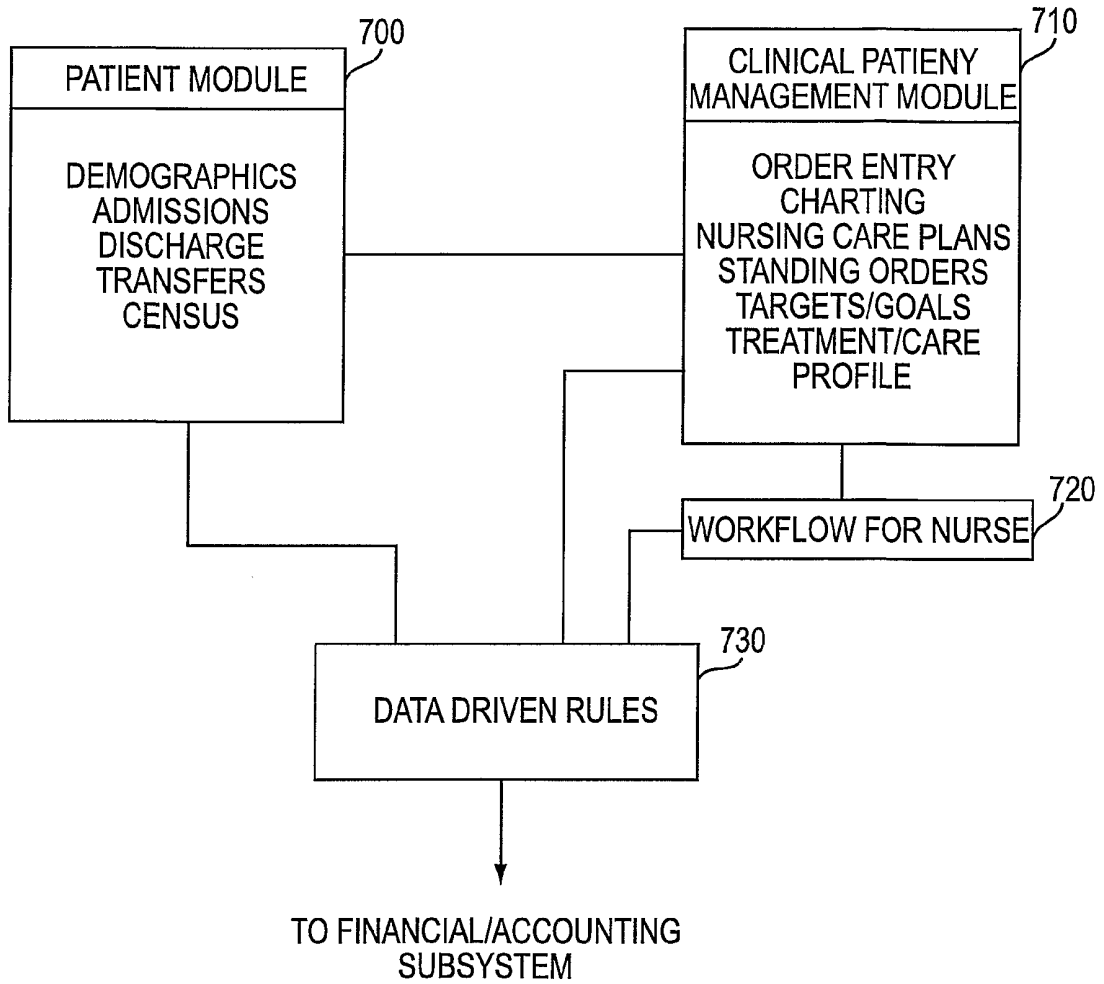 700
PATIENT MODULE
DEMOGRAPHICS
ADMISSIONS
DISCHARGE
TRANSFERS
CENSUS
710
CLINICAL PATIENY
MANAGEMENT MODULE
ORDER ENTRY
CHARTING
NURSING CARE PLANS
STANDING ORDERS
TARGETS/GOALS
TREATMENT/CARE
PROFILE
720
WORKFLOW FOR NURSE
730
DATA DRIVEN RULES
TO FINANCIAL/ACCOUNTING
SUBSYSTEM